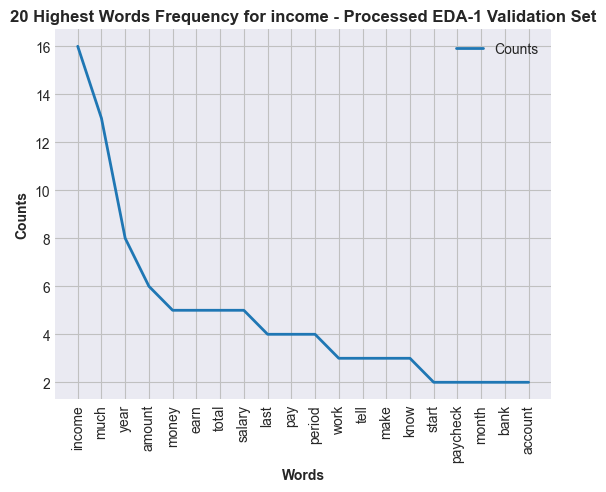 20 Highest Words Frequency for income - Processed EDA-1 Validation Set
Counts
16
14
12
10
8
6
4
2
Counts
income
much
year
amount
money
earn
total
salary
last
pay
period
work
tell
make
know
start
paycheck
month
bank
account
Words